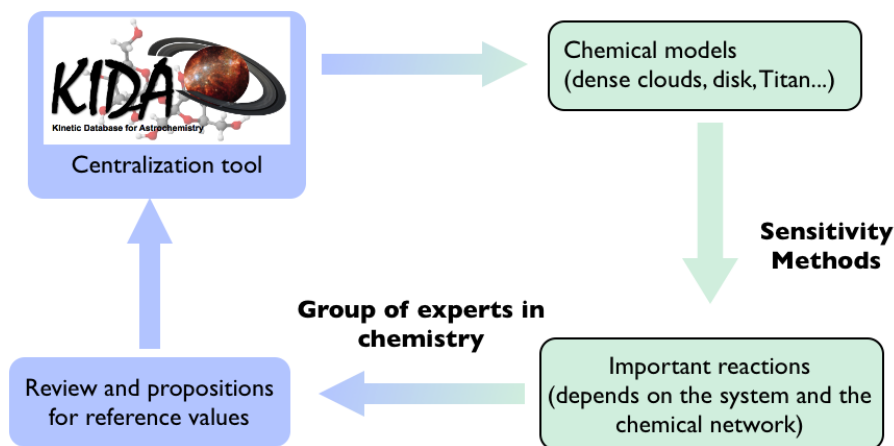 KIDA
Kinetic Database for Astrochemistry
Centralization tool
Chemical models
(dense clouds, disk, Titan...)
Sensitivity
Methods
Group of experts in
chemistry
Important reactions
(depends on the system and the
chemical network)
Review and propositions
for reference values